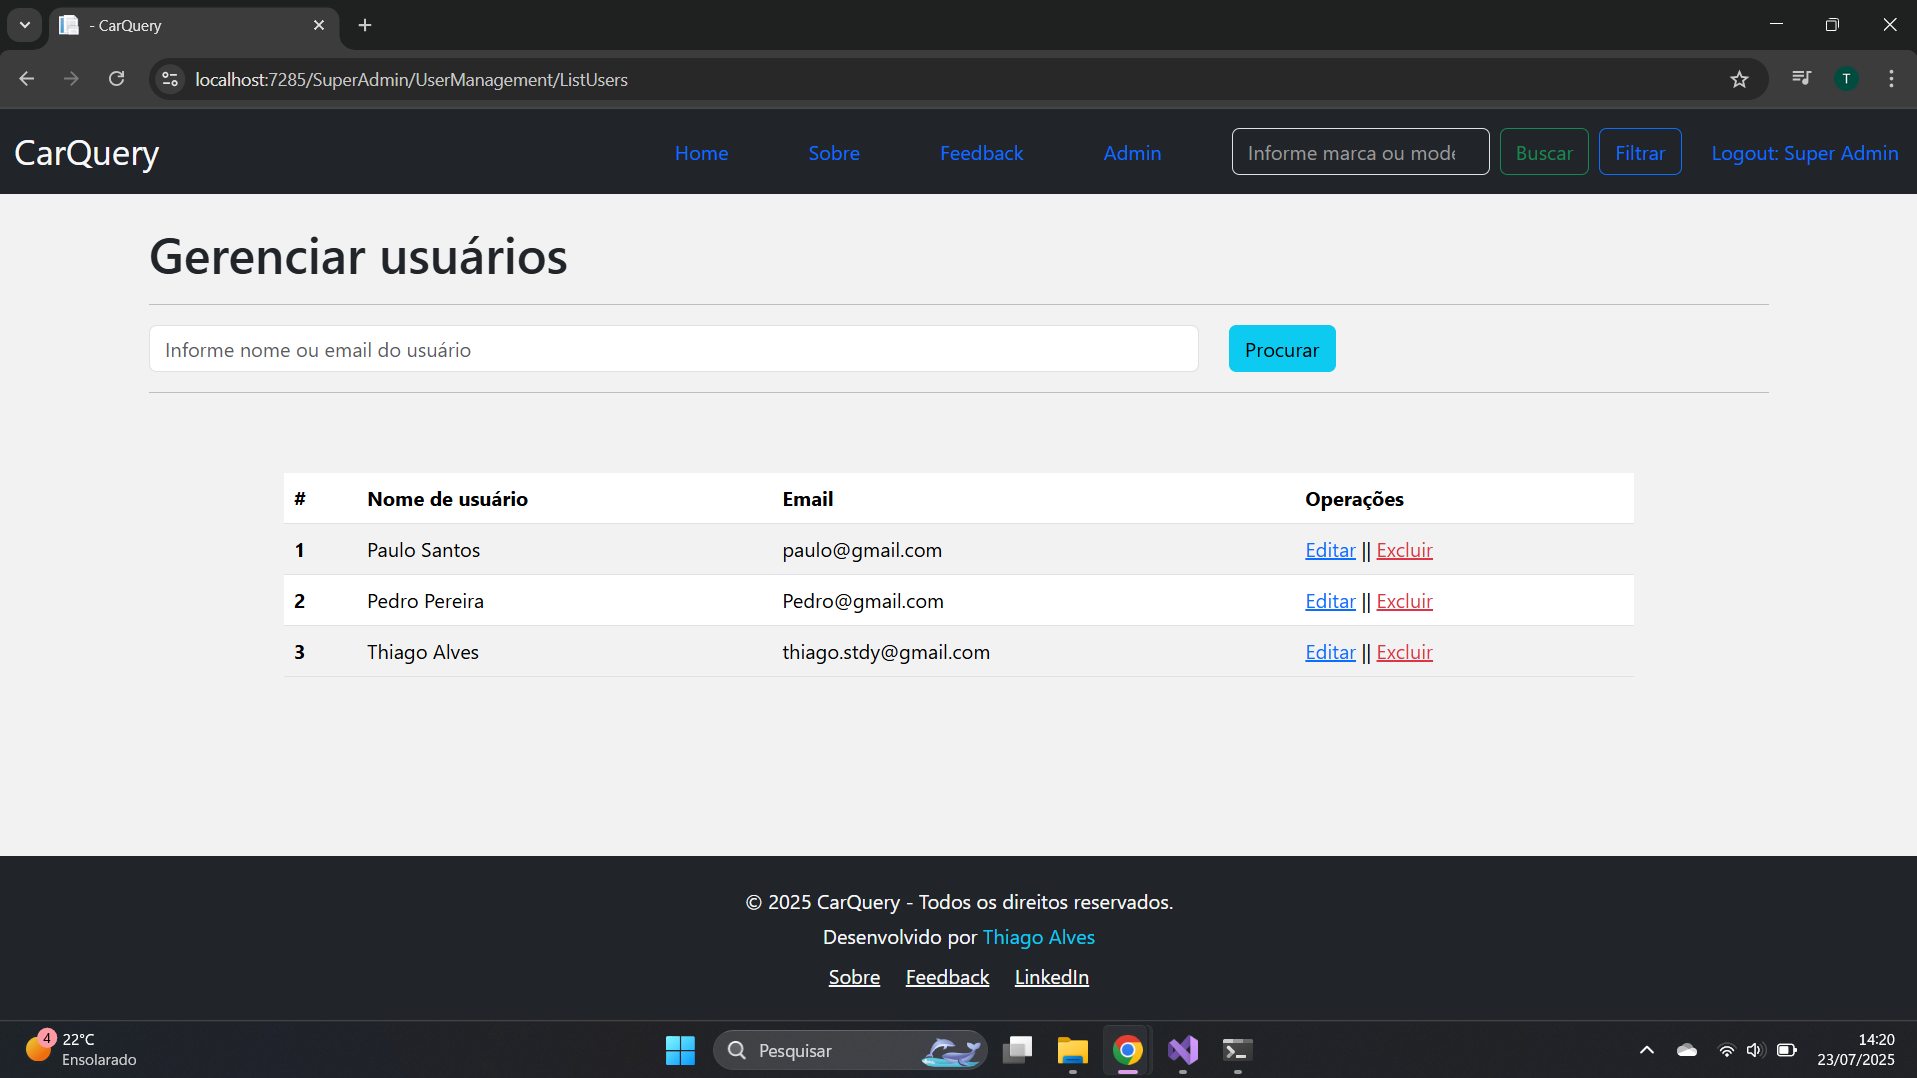 - CarQuery
localhost:7285/SuperAdmin/UserManagement/ListUsers
T
CarQuery
Home
Sobre
Feedback
Admin
Informe marca ou mode
Buscar
Filtrar
Logout: Super Admin
Gerenciar usuários
Informe nome ou email do usuário
Procurar
# Nome de usuário Email Operações
1 Paulo Santos paulo@gmail.com Editar || Excluir
2 Pedro Pereira Pedro@gmail.com Editar || Excluir
3 Thiago Alves thiago.stdy@gmail.com Editar || Excluir
© 2025 CarQuery - Todos os direitos reservados.
Desenvolvido por Thiago Alves
Sobre Feedback LinkedIn
4
22°C
Ensolarado
Pesquisar
14:20
23/07/2025